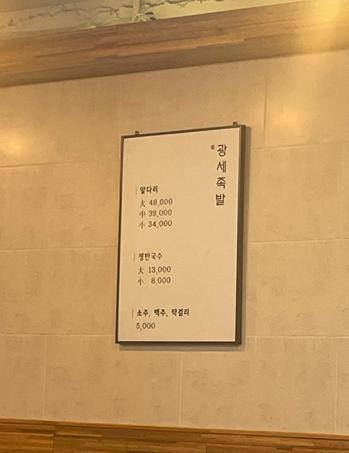 광세족발
앞다리
大 48,000
中 39,000
小 34,000
쟁반국수
大 13,000
小 8,000
소주, 맥주, 막걸리
5,000